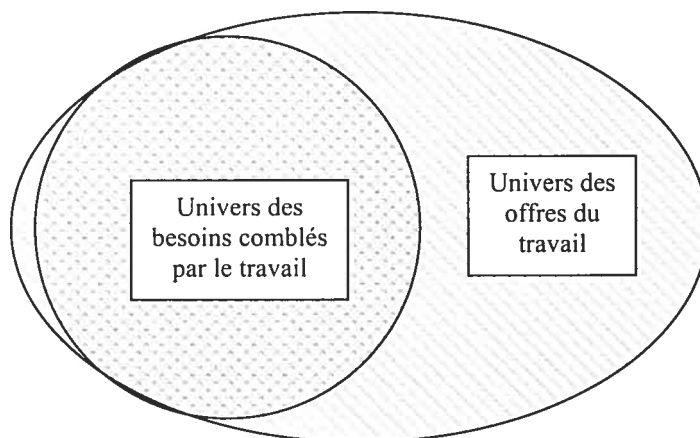 Univers des
besoins comblés
par le travail
Univers des
offres du
travail